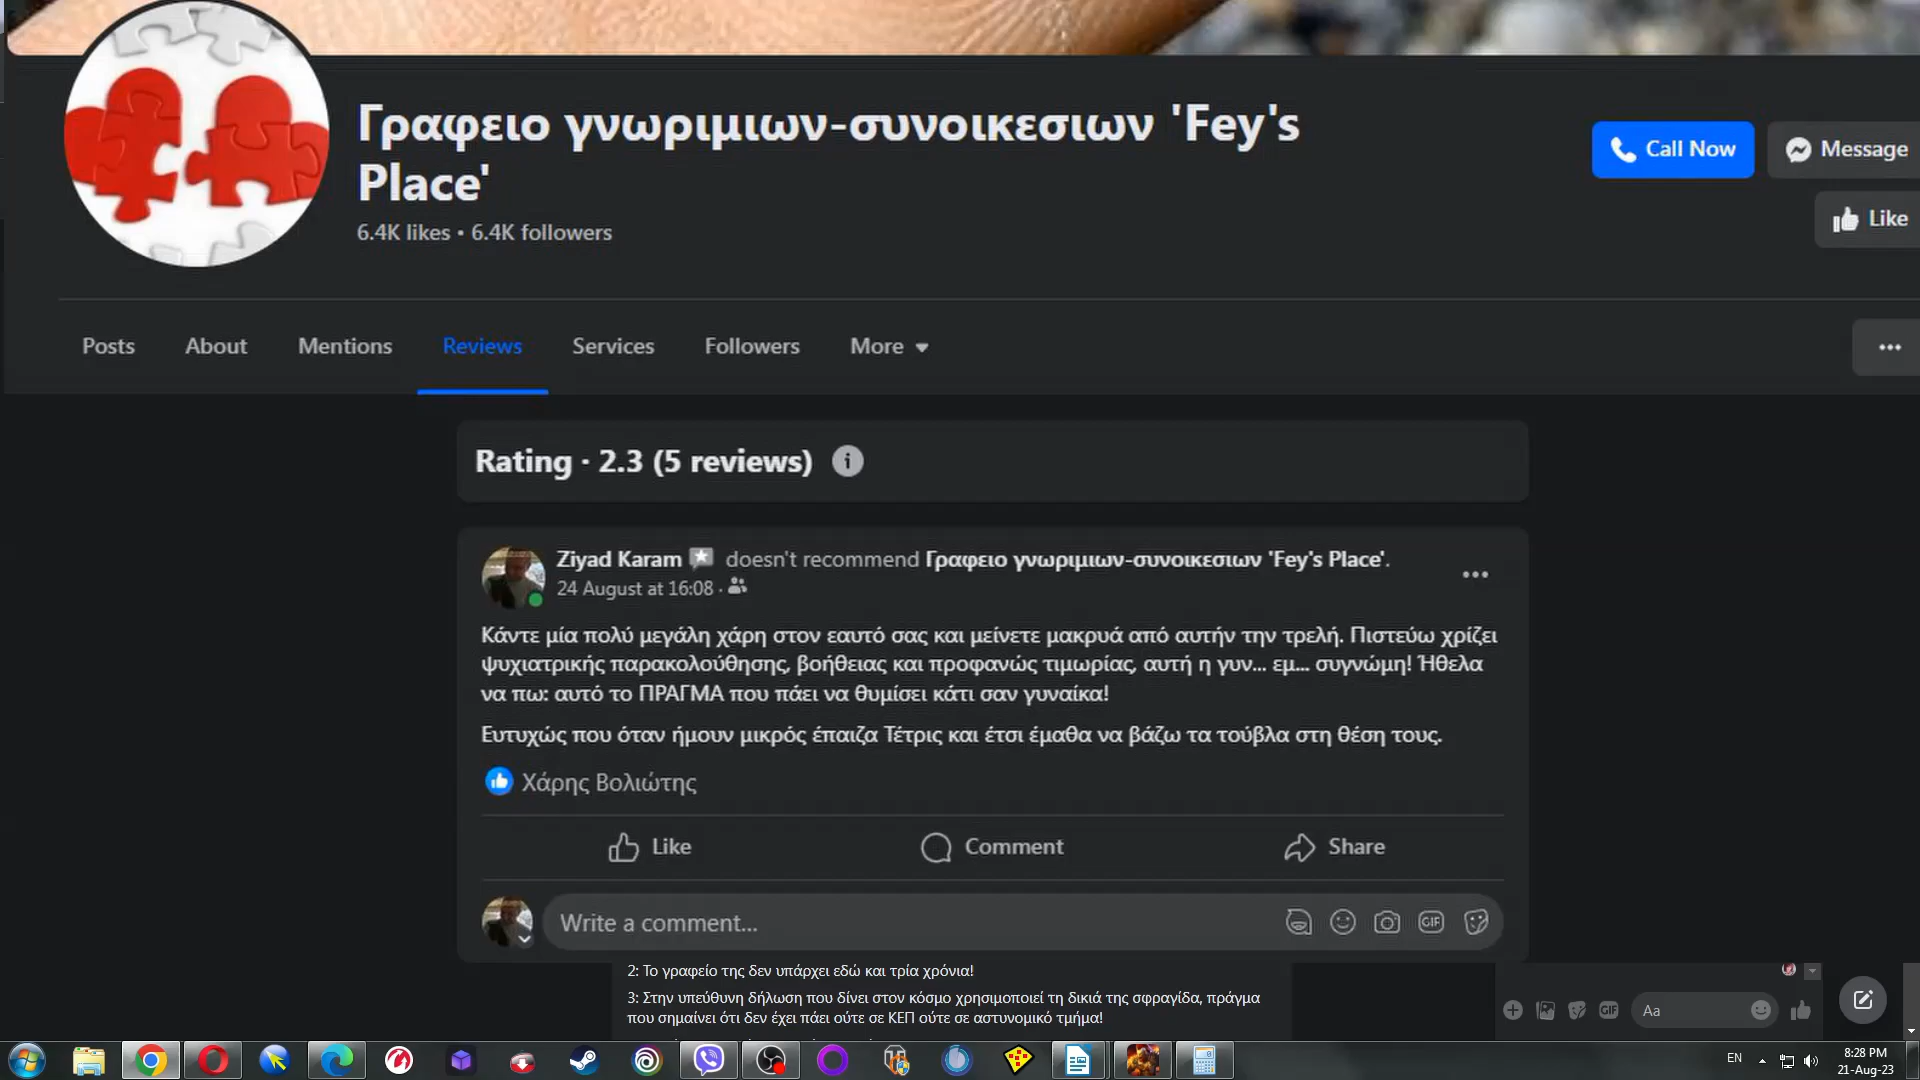 Γραφειο γνωριμιων-συνοικεσιων 'Fey's
Place'
6.4K likes • 6.4K followers
Call Now
Message
Like
Posts
About
Mentions
Reviews
Services
Followers
More
Rating · 2.3 (5 reviews)
Ziyad Karam doesn't recommend Γραφειο γνωριμιων-συνοικεσιων 'Fey's Place'.
24 August at 16:08 ·
Κάντε μία πολύ μεγάλη χάρη στον εαυτό σας και μείνετε μακρυά από αυτήν την τρελή. Πιστεύω χρίζει
ψυχιατρικής παρακολούθησης, βοήθειας και προφανώς τιμωρίας, αυτή η γυν... εμ... συγνώμη! Ήθελα
να πω: αυτό το ΠΡΑΓΜΑ που πάει να θυμίσει κάτι σαν γυναίκα!
Ευτυχώς που όταν ήμουν μικρός έπαιζα Τέτρις και έτσι έμαθα να βάζω τα τούβλα στη θέση τους.
Χάρης Βολιώτης
Like
Comment
Share
Write a comment...
GIF
2: Το γραφείο της δεν υπάρχει εδώ και τρία χρόνια!
3: Στην υπεύθυνη δήλωση που δίνει στον κόσμο χρησιμοποιεί τη δικιά της σφραγίδα, πράγμα
που σημαίνει ότι δεν έχει πάει ούτε σε ΚΕΠ ούτε σε αστυνομικό τμήμα!
GIF
Aa
EN
8:28 PM
21-Aug-23